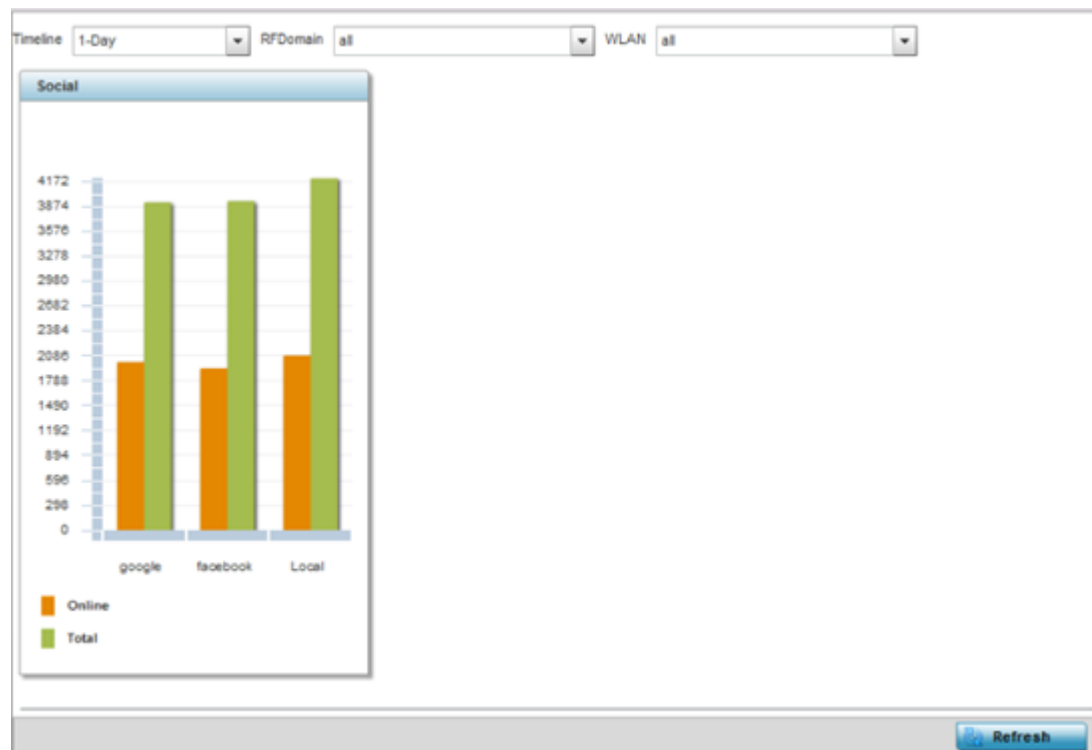 Timeline 1-Day RFDomain all WLAN all
Social
4172
3874
3576
3278
2980
2682
2384
2086
1788
1490
1192
894
596
298
0
google facebook Local
Online
Total
Refresh